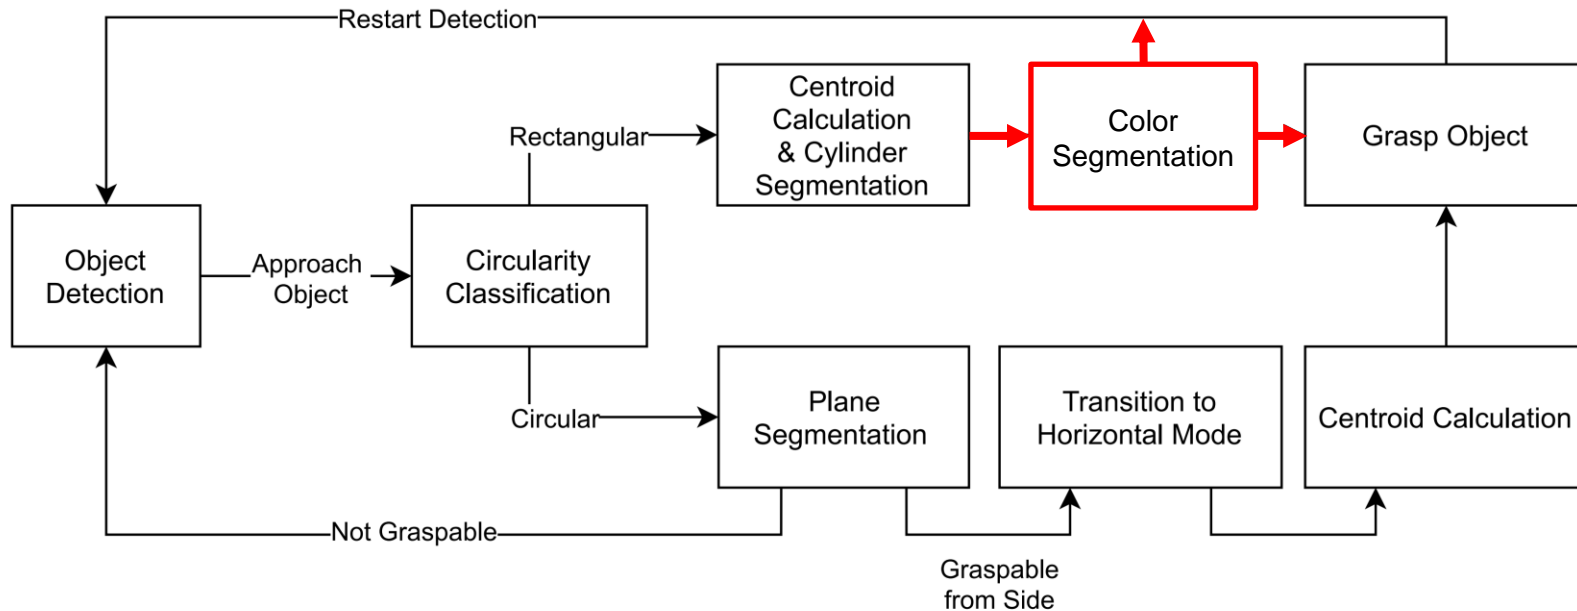 Restart Detection
Centroid
Calculation
& Cylinder
Segmentation
Color
Segmentation
Grasp Object
Rectangular
Object
Detection
Approach
Object
Circularity
Classification
Circular
Plane
Segmentation
Transition to
Horizontal Mode
Centroid Calculation
Not Graspable
Graspable
from Side